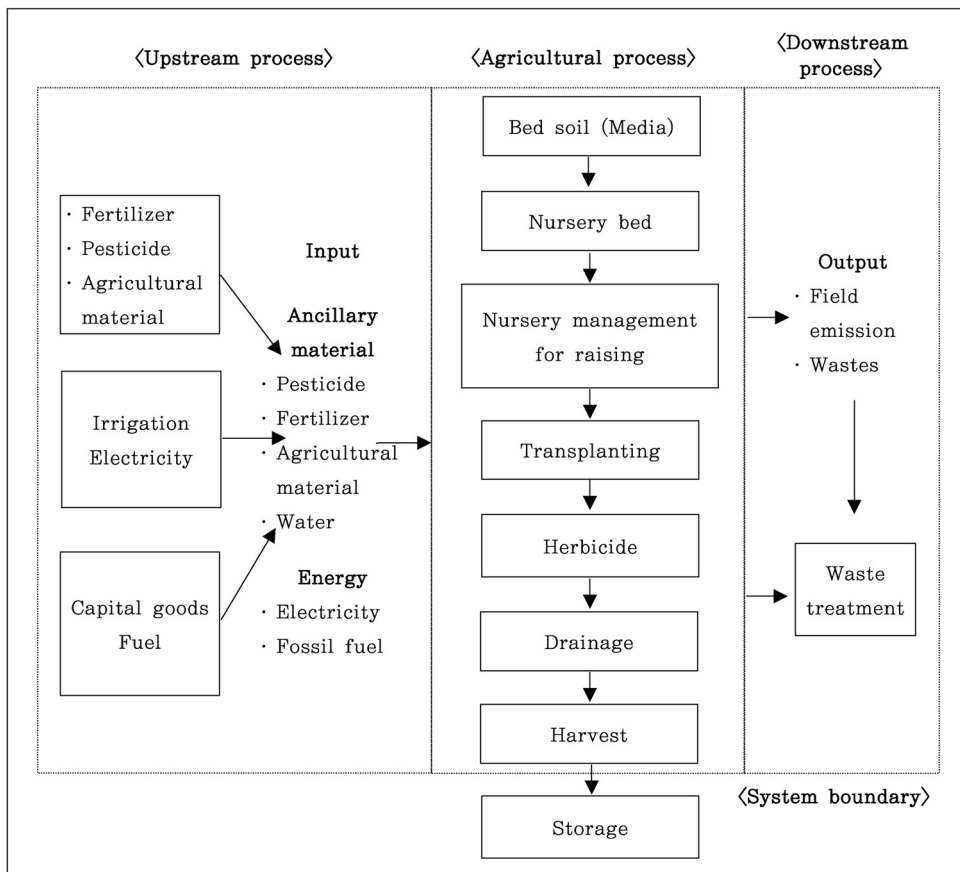 〈Upstream process〉
〈Agricultural process〉
〈Downstream
process〉
· Fertilizer
· Pesticide
· Agricultural
material
Irrigation
Electricity
Capital goods
Fuel
Input
Ancillary
material
· Pesticide
· Fertilizer
· Agricultural
material
· Water
Energy
· Electricity
· Fossil fuel
Bed soil (Media)
Nursery bed
Nursery management
for raising
Transplanting
Herbicide
Drainage
Harvest
Storage
Output
· Field
emission
· Wastes
Waste
treatment
〈System boundary〉